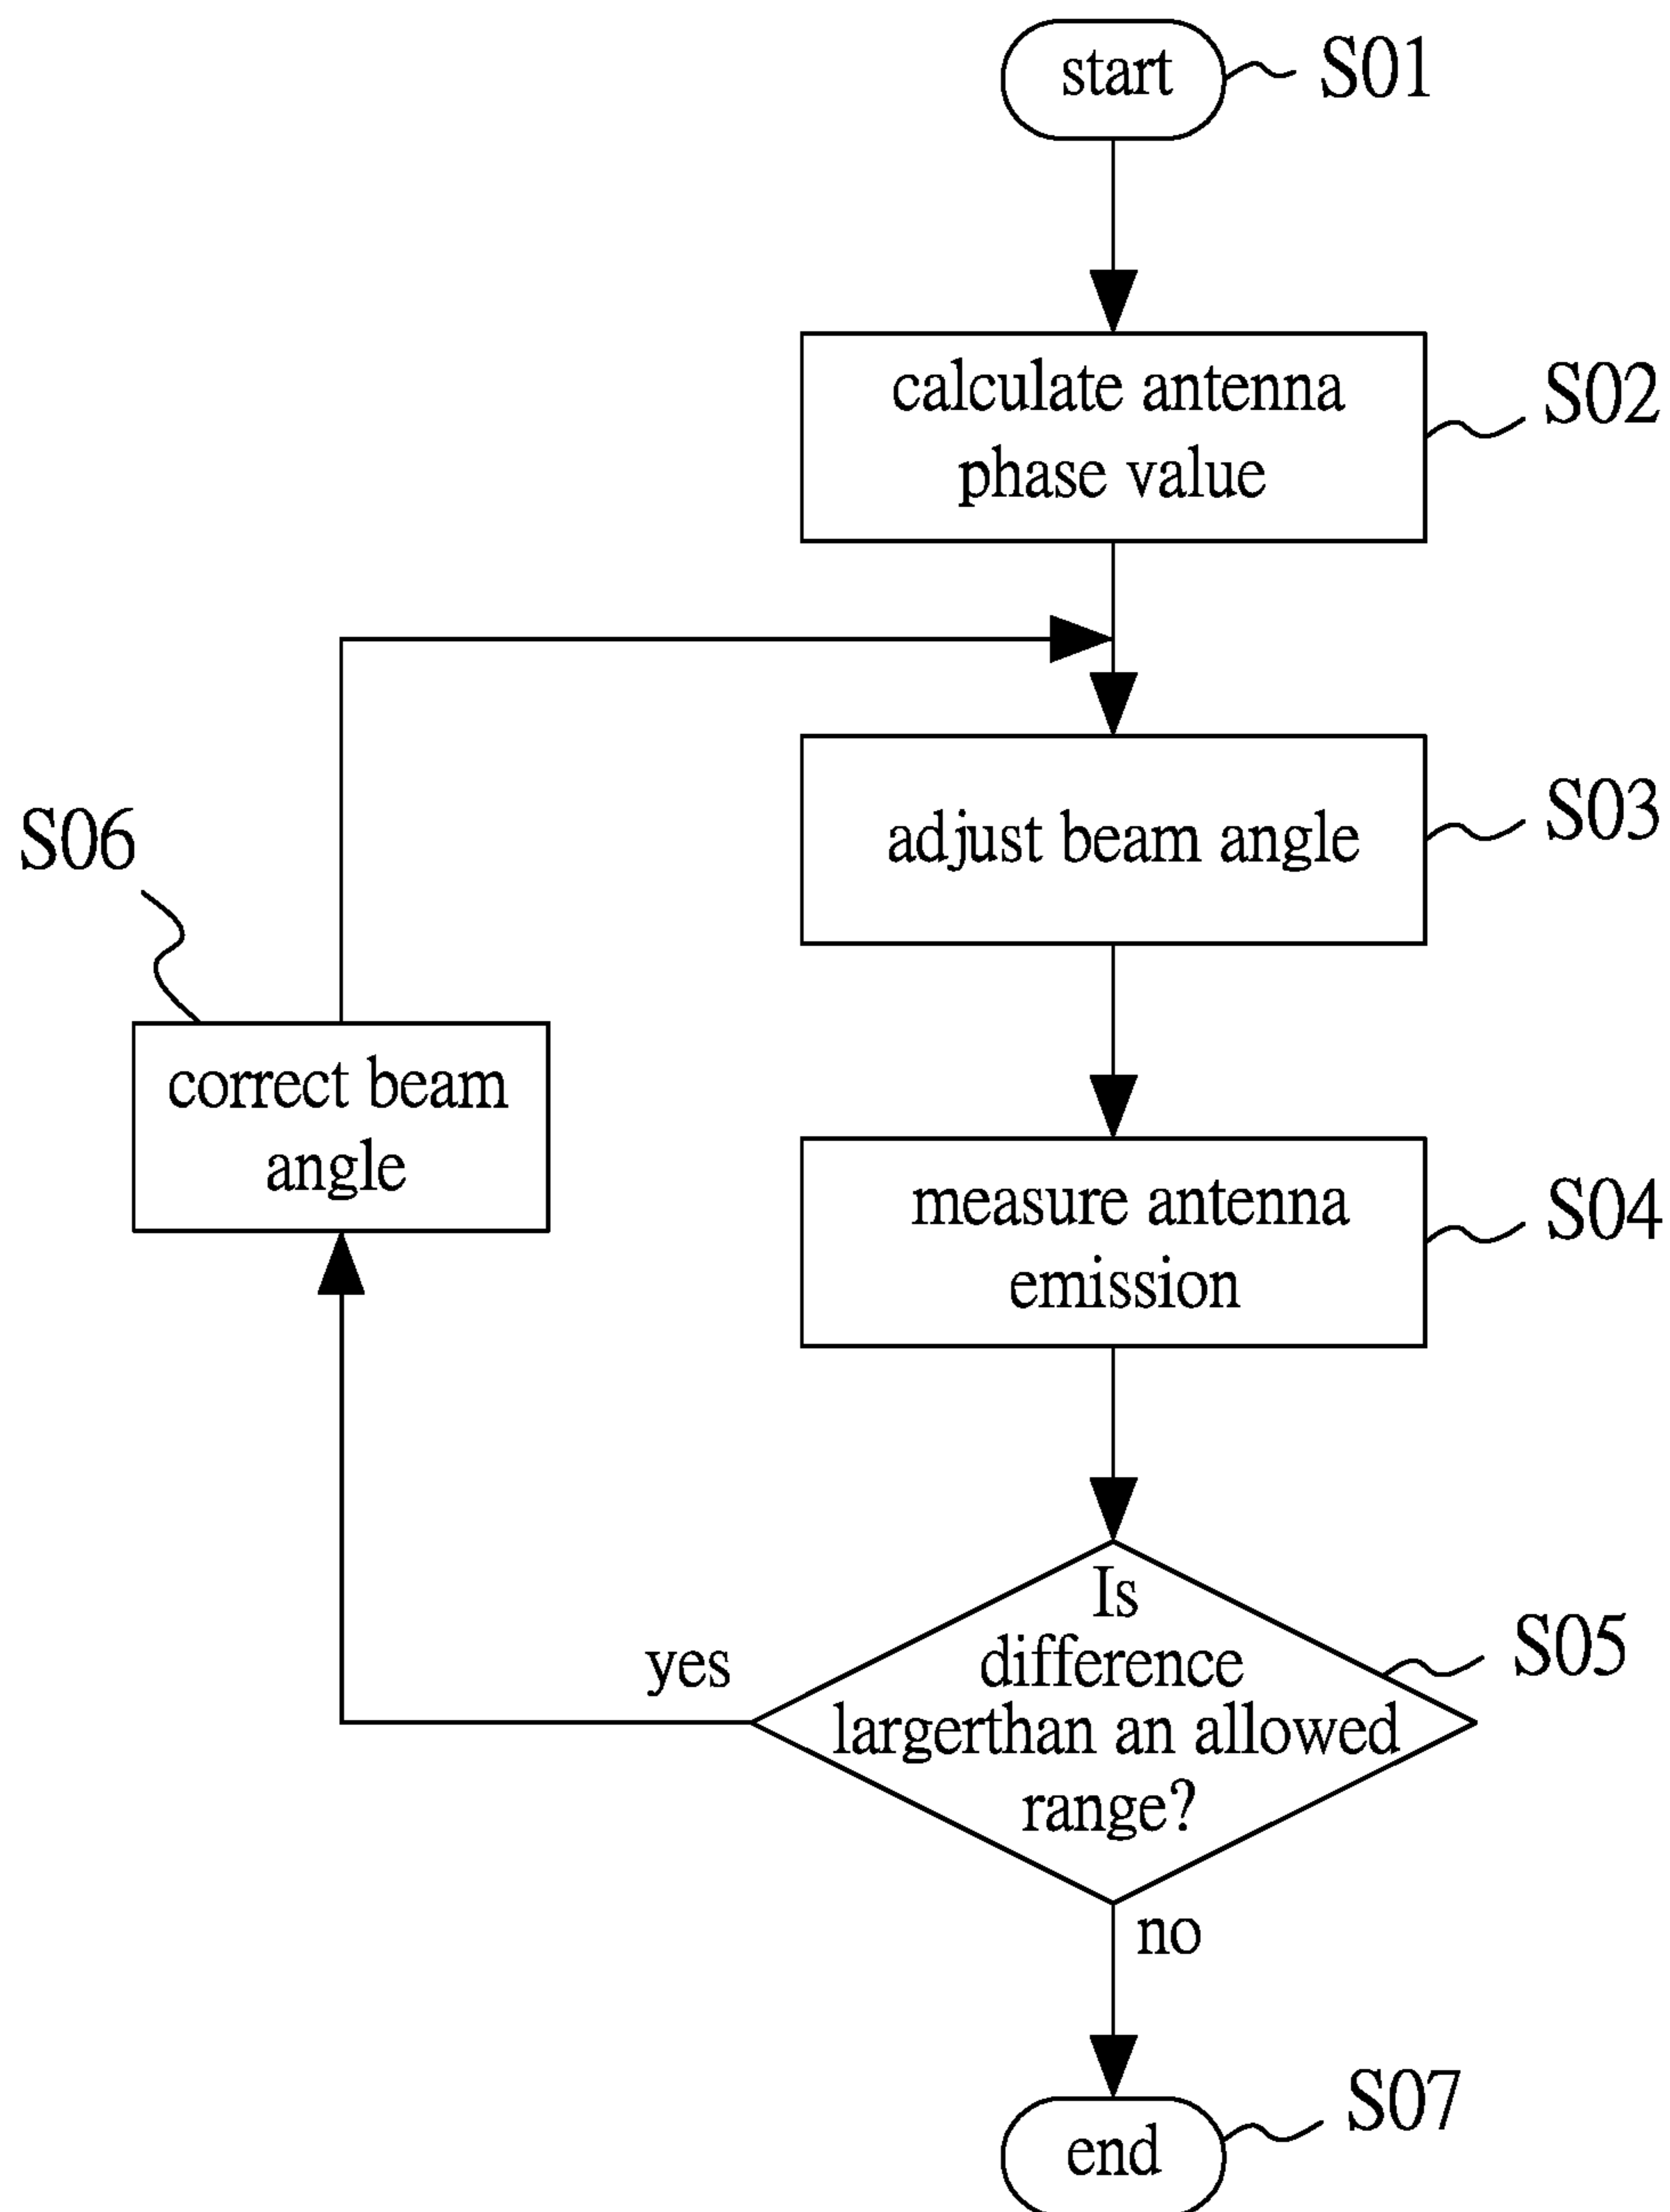 start
S01
calculate antenna
phase value
S02
adjust beam angle
S03
S06
correct beam
angle
measure antenna
emission
S04
Is
difference
largerthan an allowed
range?
S05
yes
no
end
S07